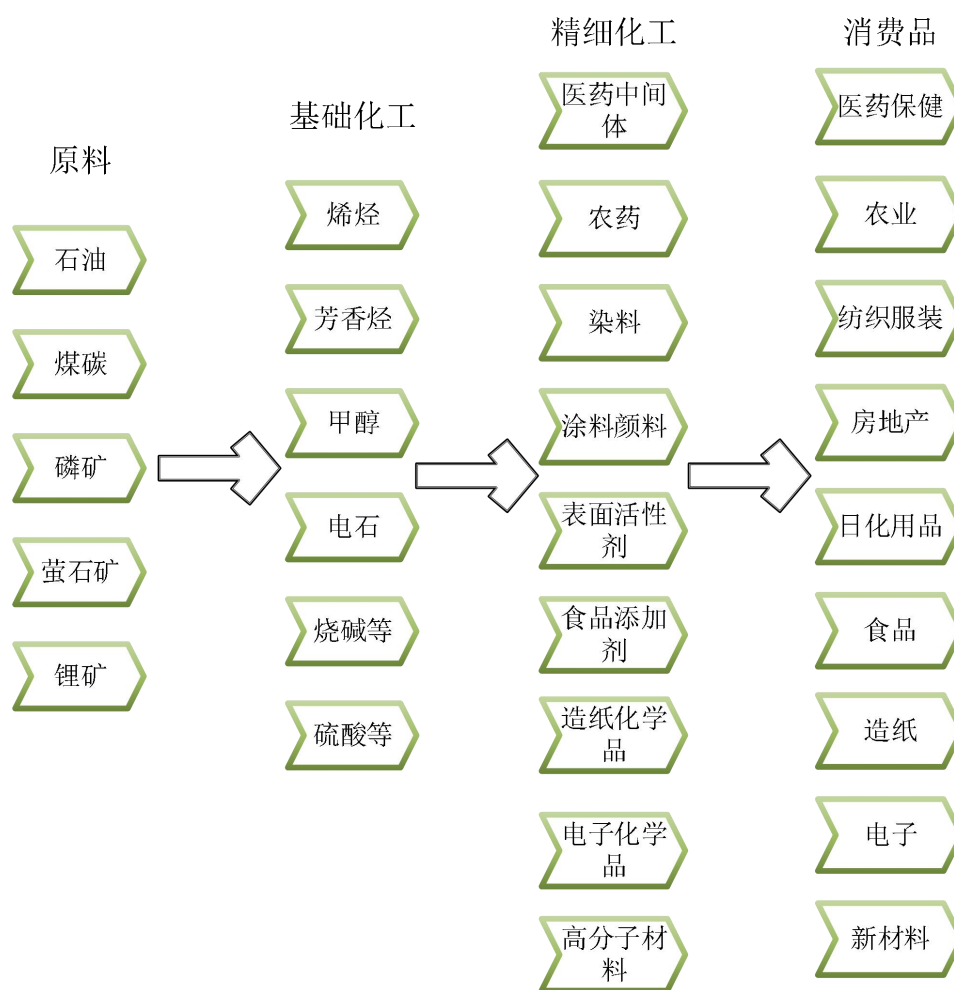 原料
石油
煤碳
磷矿
萤石矿
锂矿
基础化工
烯烃
芳香烃
甲醇
电石
烧碱等
硫酸等
精细化工
医药中间
体
农药
染料
涂料颜料
表面活性
剂
食品添加
剂
造纸化学
品
电子化学
品
高分子材
料
消费品
医药保健
农业
纺织服装
房地产
日化用品
食品
造纸
电子
新材料